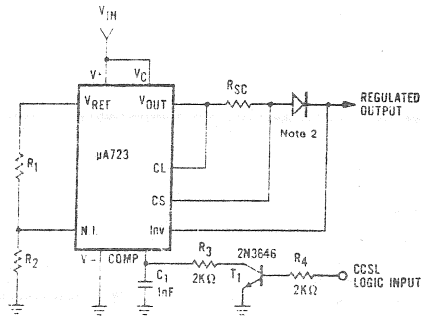 V IN
V+ VC
VREF VOUT
RSC
REGULATED
OUTPUT
Note 2
R1
µA723
CL
CS
N.I. Inv
V- COMP
R2
C1
1nF
R3
2KΩ
2N3646
T1
R4
2KΩ
CCSL
LOGIC INPUT